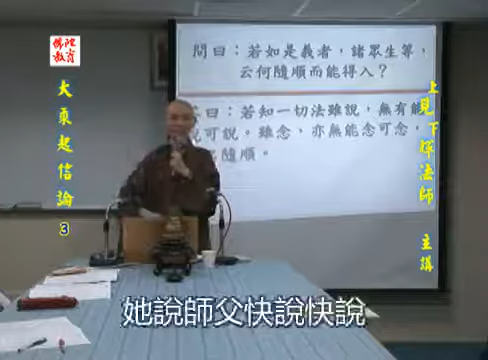 佛陀
教育
大乘起信論 3
問曰：若如是義者，諸眾生等，
云何隨順而能得入？
答曰：若知一切法雖說，無有能
說可說。雖念，亦無能念可念，
隨順。
上見下輝法師 主講
她說師父快說快說